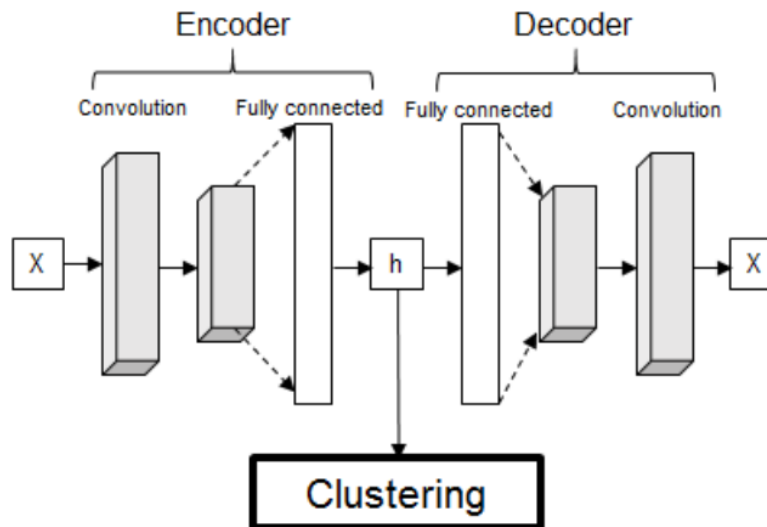 Encoder
Decoder
Convolution
Fully connected
Fully connected
Convolution
X
h
X
Clustering